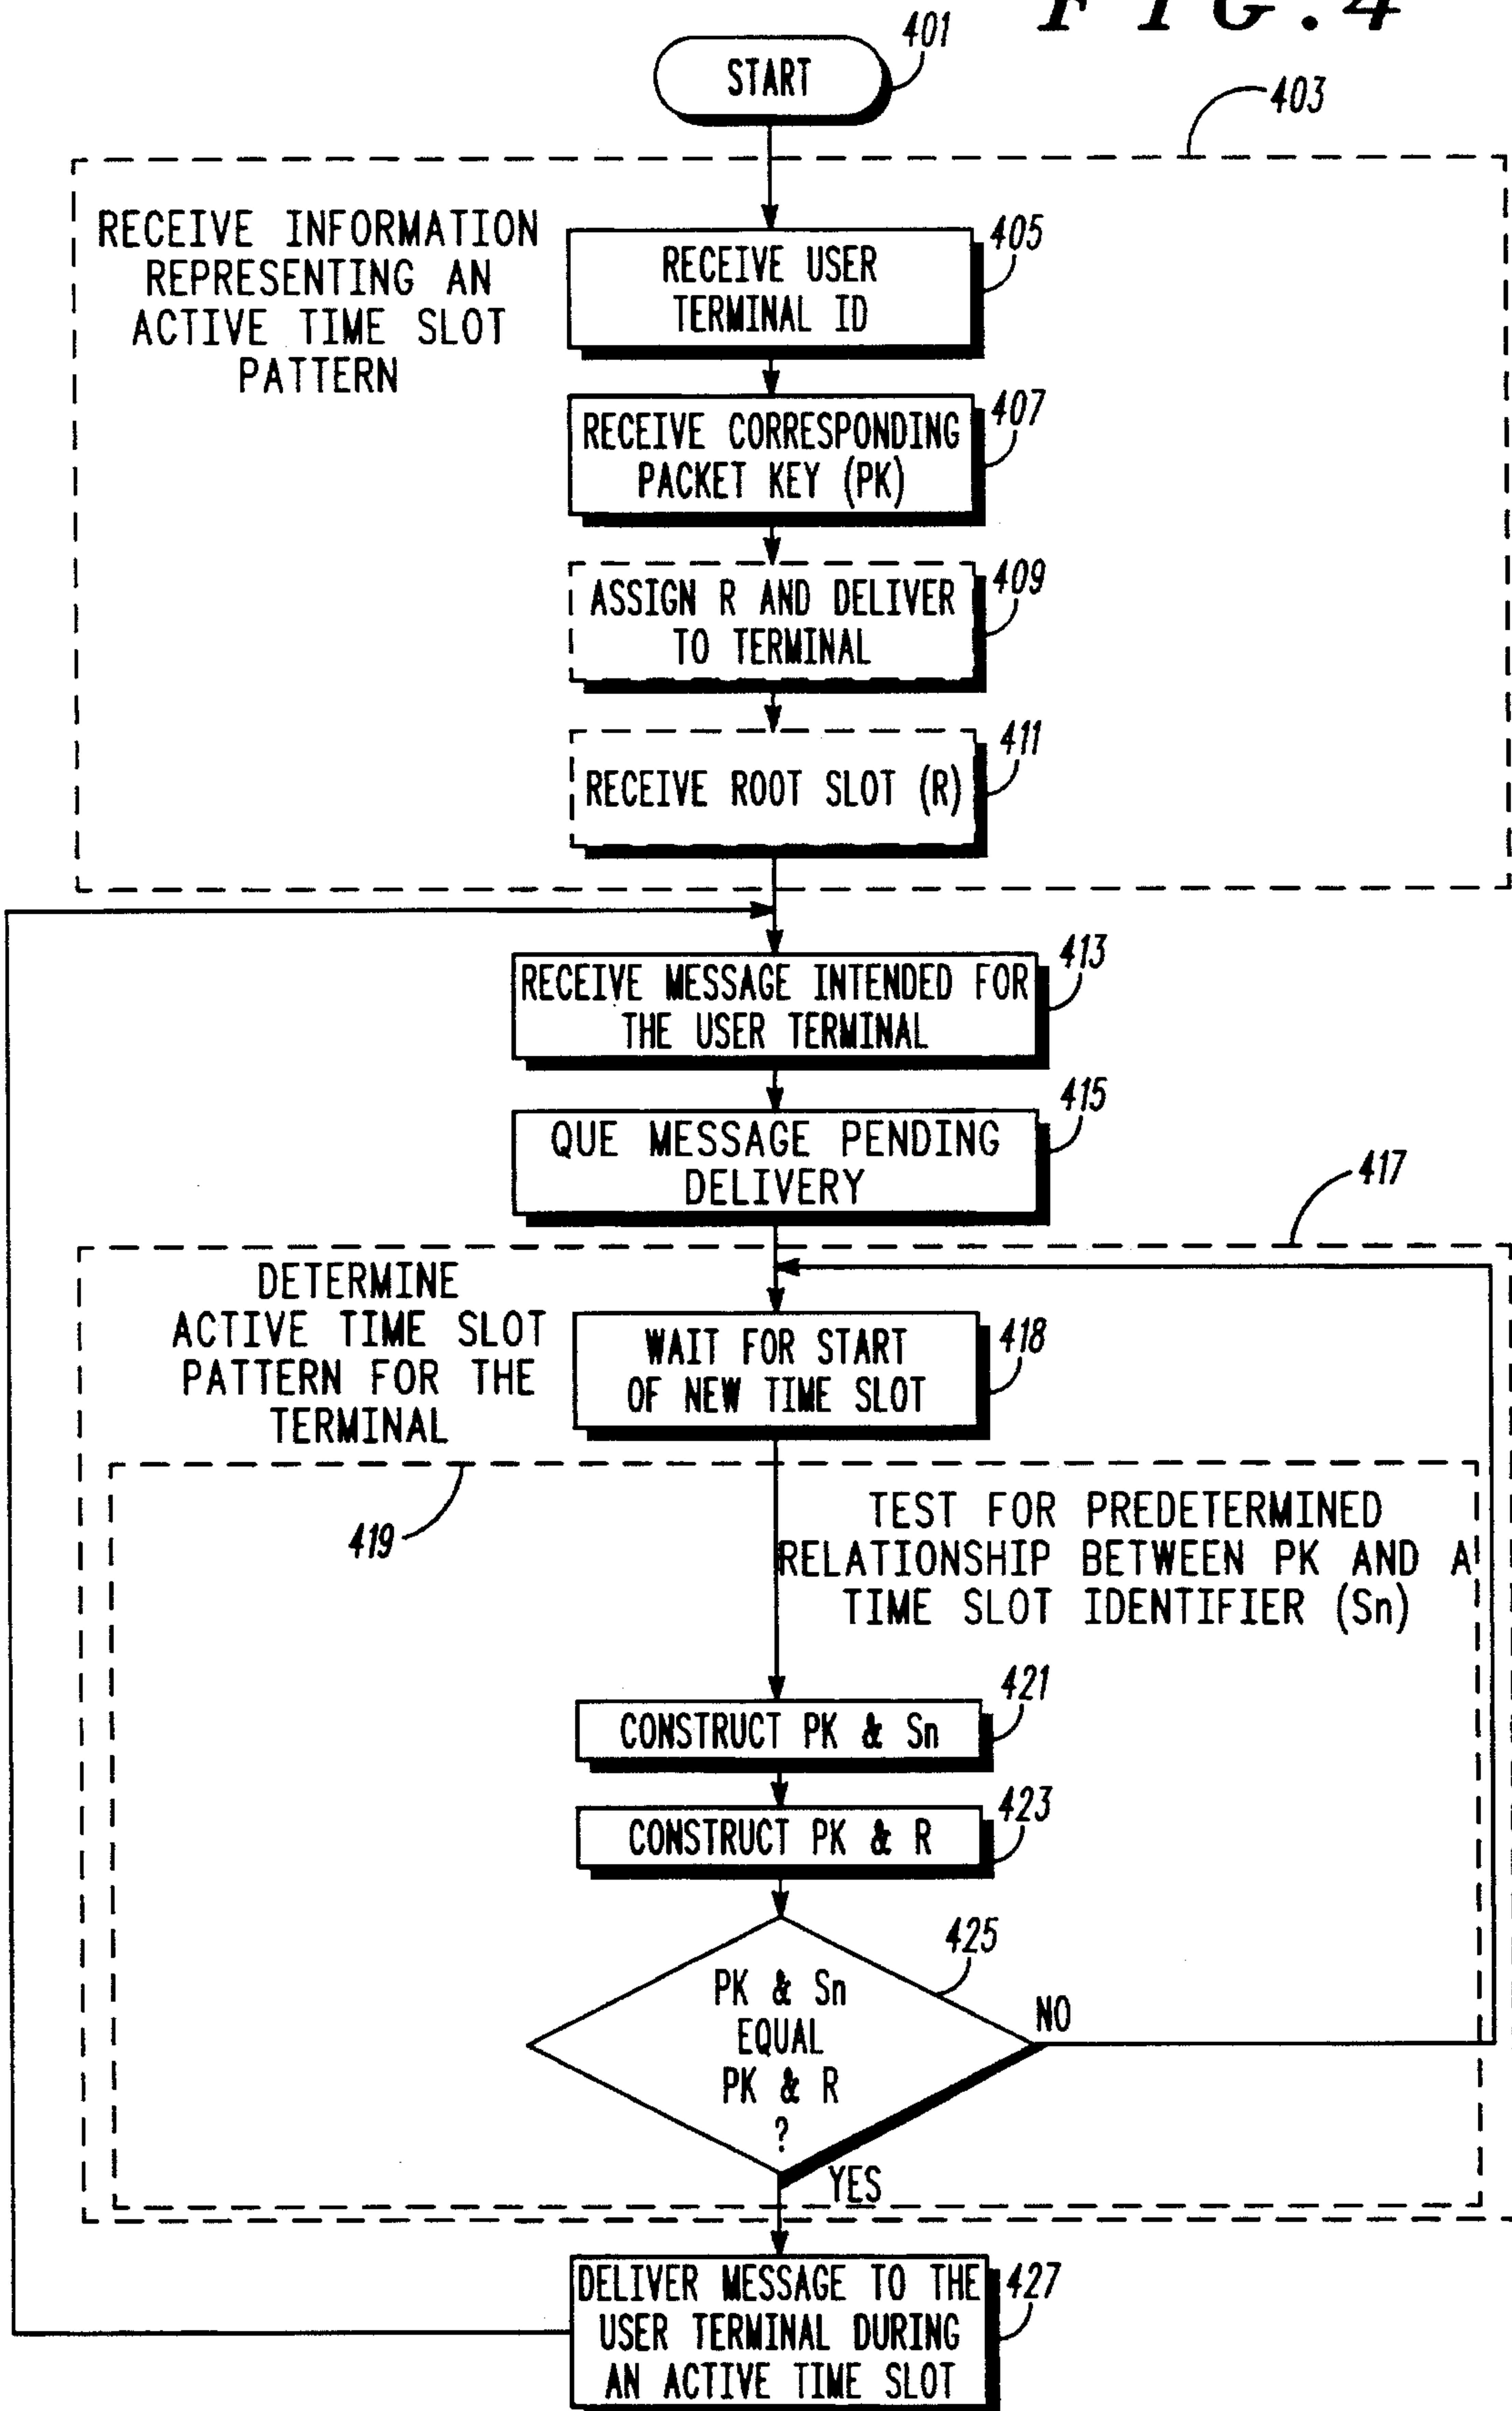 FIG.4
START
401
403
RECEIVE INFORMATION
REPRESENTING AN
ACTIVE TIME SLOT
PATTERN
RECEIVE USER
TERMINAL ID
405
RECEIVE CORRESPONDING
PACKET KEY (PK)
407
ASSIGN R AND DELIVER
TO TERMINAL
409
RECEIVE ROOT SLOT (R)
411
RECEIVE MESSAGE INTENDED FOR
THE USER TERMINAL
413
QUE MESSAGE PENDING
DELIVERY
415
417
DETERMINE
ACTIVE TIME SLOT
PATTERN FOR THE
TERMINAL
WAIT FOR START
OF NEW TIME SLOT
418
419
TEST FOR PREDETERMINED
RELATIONSHIP BETWEEN PK AND A
TIME SLOT IDENTIFIER (Sn)
CONSTRUCT PK & Sn
421
CONSTRUCT PK & R
423
PK & Sn
EQUAL
PK & R
?
425
NO
YES
DELIVER MESSAGE TO THE
USER TERMINAL DURING
AN ACTIVE TIME SLOT
427